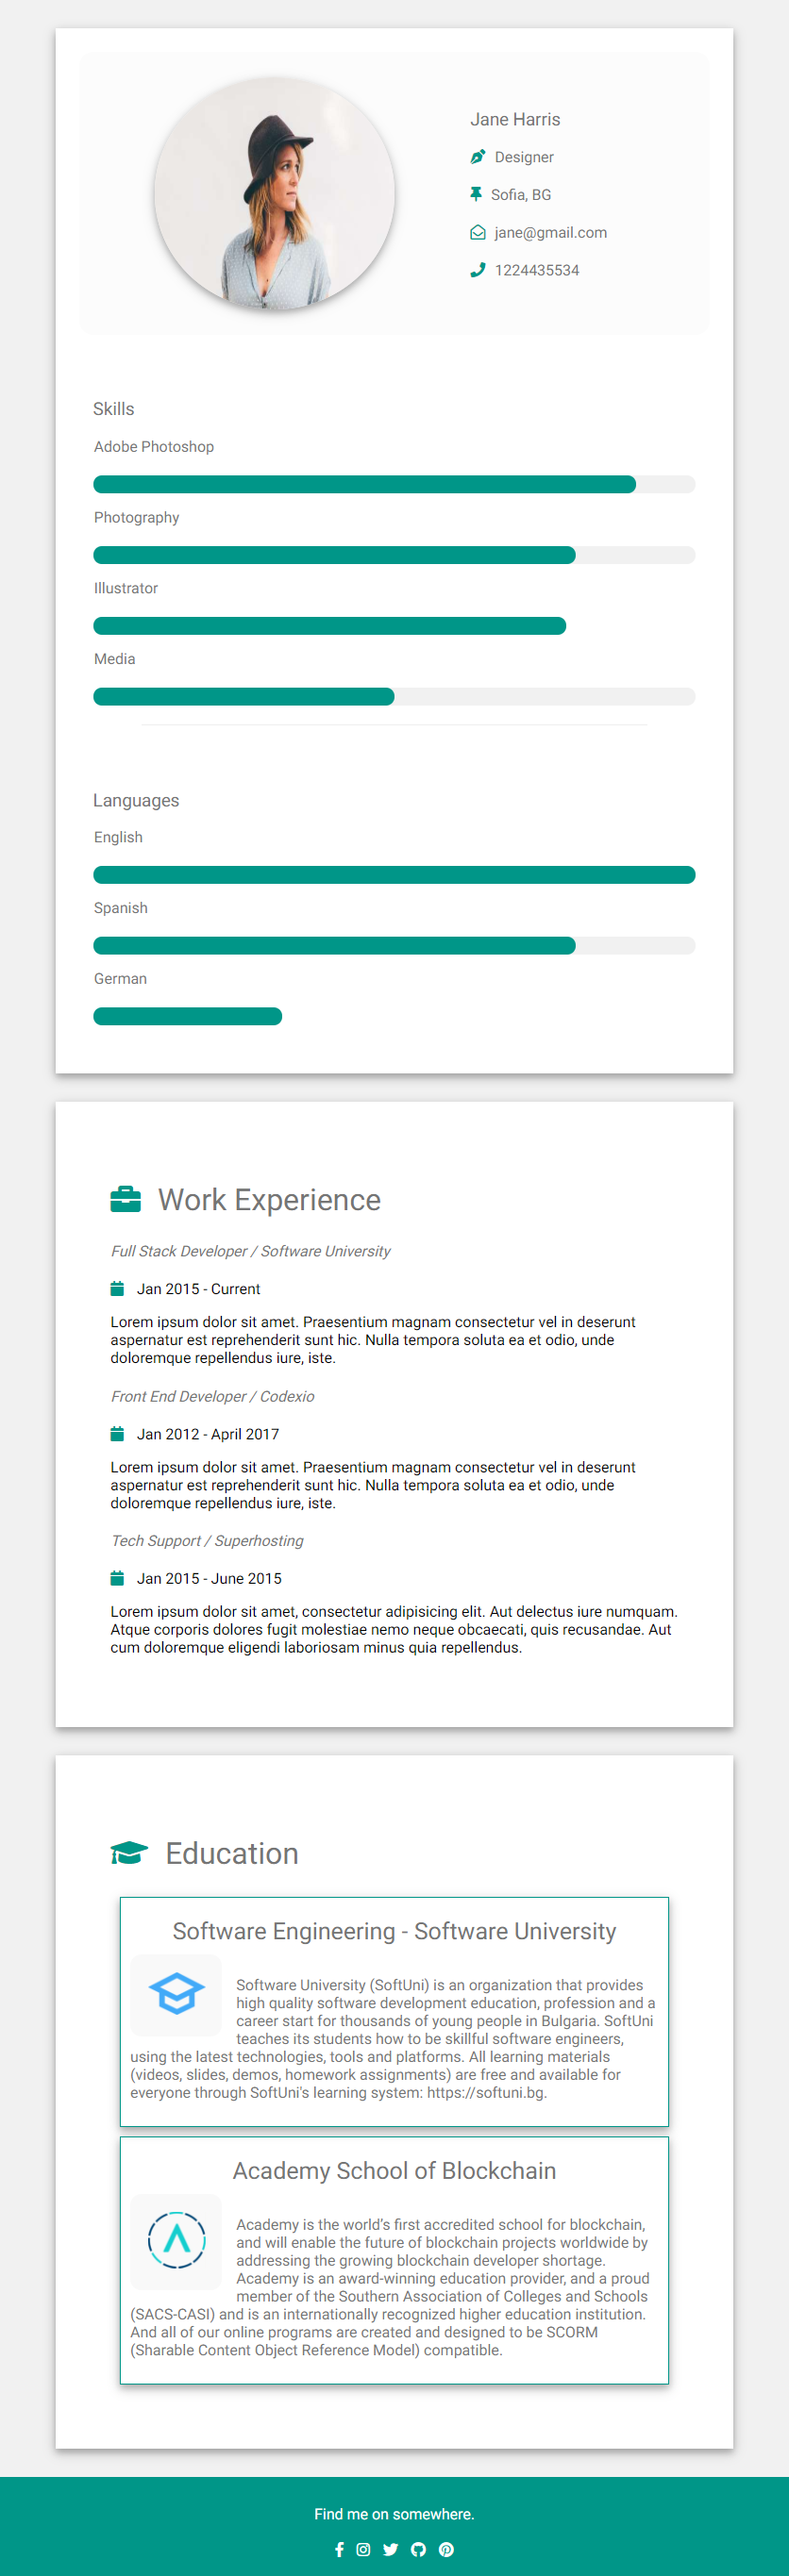 Jane Harris
Designer
Sofia, BG
jane@gmail.com
1224435534
Skills
Adobe Photoshop
Photography
Illustrator
Media
Languages
English
Spanish
German
Work Experience
Full Stack Developer / Software University
Jan 2015 - Current
Lorem ipsum dolor sit amet. Praesentium magnam consectetur vel in deserunt
aspernatur est reprehenderit sunt hic. Nulla tempora soluta ea et odio, unde
doloremque repellendus iure, iste.
Front End Developer / Codexio
Jan 2012 - April 2017
Lorem ipsum dolor sit amet. Praesentium magnam consectetur vel in deserunt
aspernatur est reprehenderit sunt hic. Nulla tempora soluta ea et odio, unde
doloremque repellendus iure, iste.
Tech Support / Superhosting
Jan 2015 - June 2015
Lorem ipsum dolor sit amet, consectetur adipisicing elit. Aut delectus iure numquam.
Atque corporis dolores fugit molestiae nemo neque obcaecati, quis recusandae. Aut
cum doloremque eligendi laboriosam minus quia repellendus.
Education
Software Engineering - Software University
Software University (SoftUni) is an organization that provides
high quality software development education, profession and a
career start for thousands of young people in Bulgaria. SoftUni
teaches its students how to be skillful software engineers,
using the latest technologies, tools and platforms. All learning materials
(videos, slides, demos, homework assignments) are free and available for
everyone through SoftUni's learning system: https://softuni.bg.
Academy School of Blockchain
Academy is the world's first accredited school for blockchain,
and will enable the future of blockchain projects worldwide by
addressing the growing blockchain developer shortage.
Academy is an award-winning education provider, and a proud
member of the Southern Association of Colleges and Schools
(SACS-CASI) and is an internationally recognized higher education institution.
And all of our online programs are created and designed to be SCORM
(Sharable Content Object Reference Model) compatible.
Find me on somewhere.